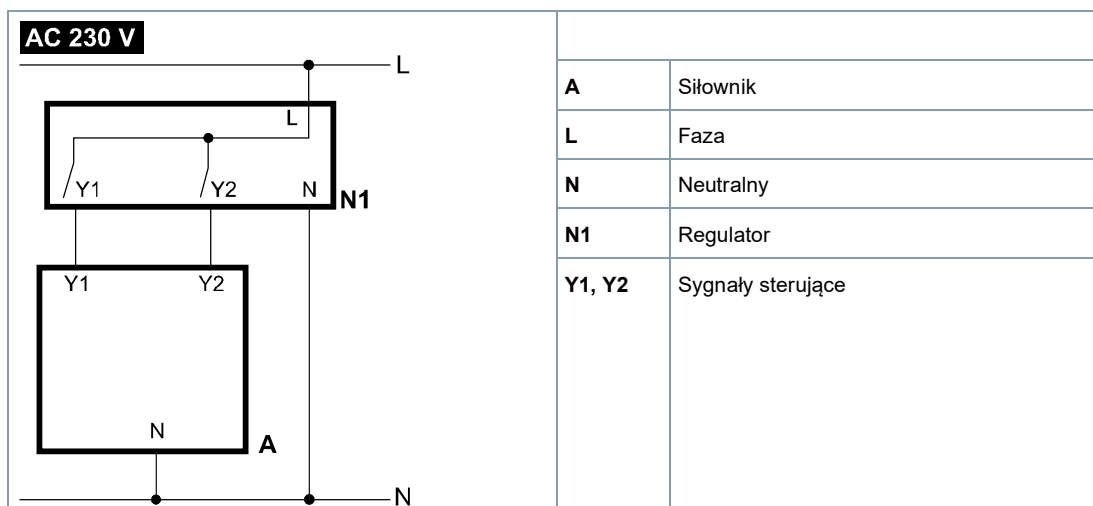 AC 230 V
L
L
Y1 Y2 N
N1
Y1 Y2
N
A
N
A Siłownik
L Faza
N Neutralny
N1 Regulator
Y1, Y2 Sygnały sterujące